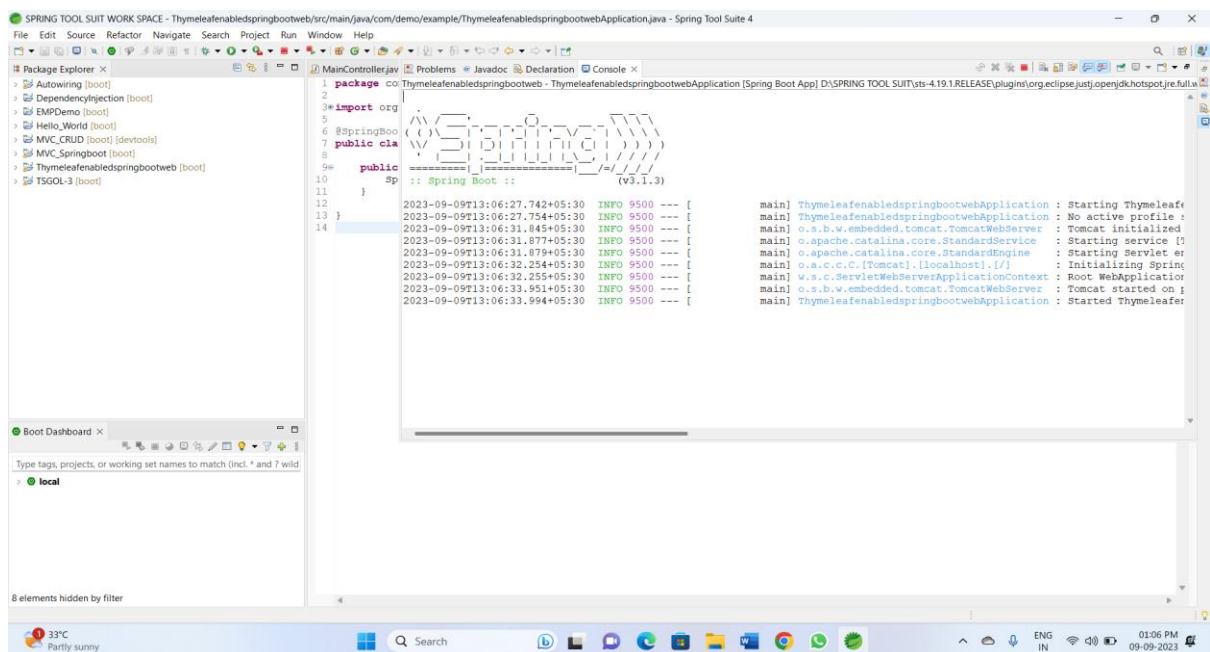 SPRING TOOL SUIT WORK SPACE - Thymeleafenabledspringbootweb/src/main/java/com/demo/example/ThymeleafenabledspringbootwebApplication.java - Spring Tool Suite 4
File Edit Source Refactor Navigate Search Project Run Window Help
Package Explorer
Autowiring [boot]
DependencyInjection [boot]
EMPDemo [boot]
Hello_World [boot]
MVC_CRUD [boot] [devtools]
MVC_Springboot [boot]
Thymeleafenabledspringbootweb [boot]
TSGOL-3 [boot]
MainController.jav
1 package co
2
3 import org
5
6 @SpringBoo
7 public cla
8
9 public
10 Sp
11 }
12
13 }
14
Problems Javadoc Declaration Console
Thymeleafenabledspringbootweb - ThymeleafenabledspringbootwebApplication [Spring Boot App] D:\SPRING TOOL SUIT\sts-4.19.1.RELEASE\plugins\org.eclipse.justj.openjdk.hotspot.jre.full.w
:: Spring Boot :: (v3.1.3)
2023-09-09T13:06:27.742+05:30 INFO 9500 --- [ main] ThymeleafenabledspringbootwebApplication : Starting Thymeleafe
2023-09-09T13:06:27.754+05:30 INFO 9500 --- [ main] ThymeleafenabledspringbootwebApplication : No active profile s
2023-09-09T13:06:31.845+05:30 INFO 9500 --- [ main] o.s.b.w.embedded.tomcat.TomcatWebServer : Tomcat initialized
2023-09-09T13:06:31.877+05:30 INFO 9500 --- [ main] o.apache.catalina.core.StandardService : Starting service [T
2023-09-09T13:06:31.879+05:30 INFO 9500 --- [ main] o.apache.catalina.core.StandardEngine : Starting Servlet en
2023-09-09T13:06:32.254+05:30 INFO 9500 --- [ main] o.a.c.c.C.[Tomcat].[localhost].[/] : Initializing Spring
2023-09-09T13:06:32.255+05:30 INFO 9500 --- [ main] w.s.c.ServletWebServerApplicationContext : Root WebApplication
2023-09-09T13:06:33.951+05:30 INFO 9500 --- [ main] o.s.b.w.embedded.tomcat.TomcatWebServer : Tomcat started on p
2023-09-09T13:06:33.994+05:30 INFO 9500 --- [ main] ThymeleafenabledspringbootwebApplication : Started Thymeleafen
Boot Dashboard
Type tags, projects, or working set names to match (incl. * and ? wild
local
8 elements hidden by filter
1
33°C
Partly sunny
Search
ENG
IN
01:06 PM
09-09-2023